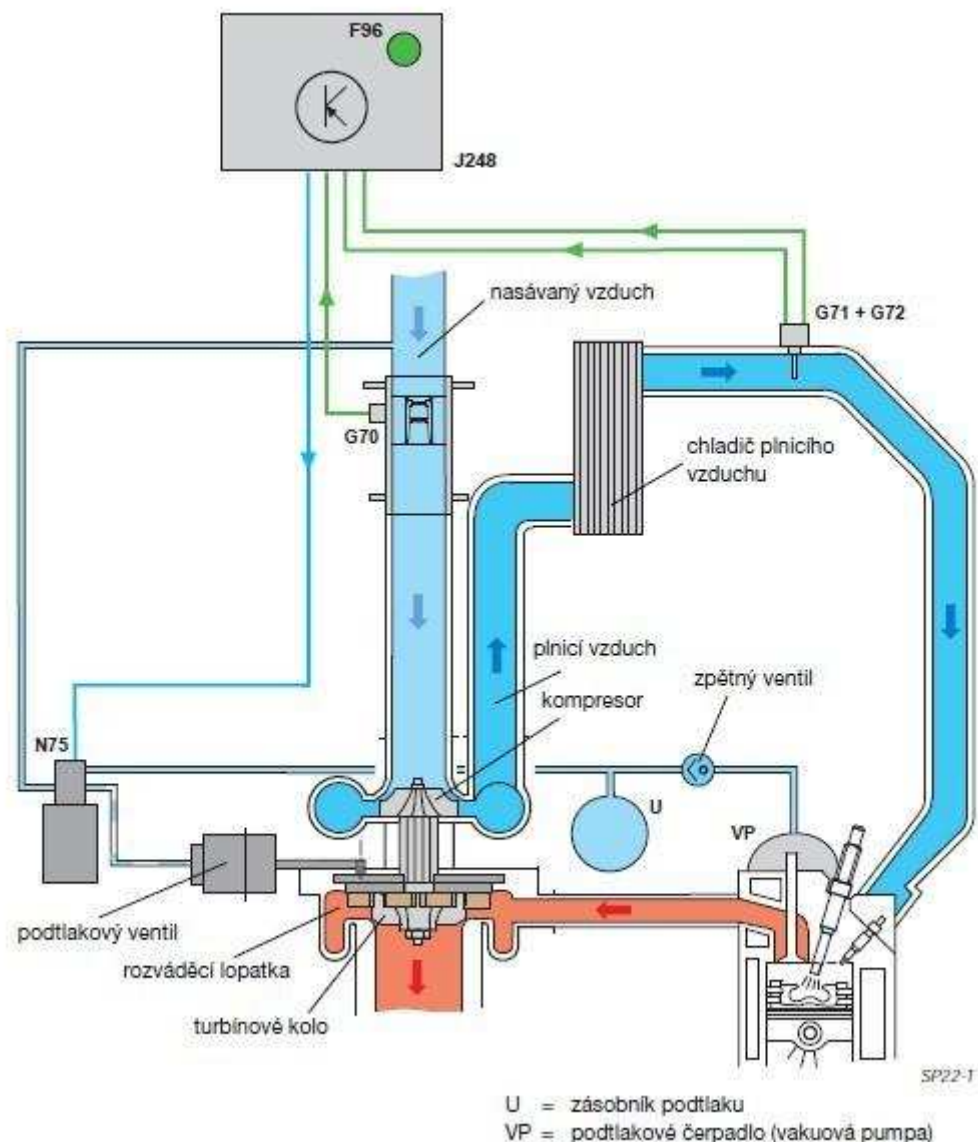 F96
J248
nasávaný vzduch
G71 + G72
G70
chladič plnicího
vzduchu
plnicí vzduch
zpětný ventil
kompresor
N75
U
VP
podtlakový ventil
rozváděcí lopatka
turbínové kolo
SP22-1
U = zásobník podtlaku
VP = podtlakové čerpadlo (vakuová pumpa)